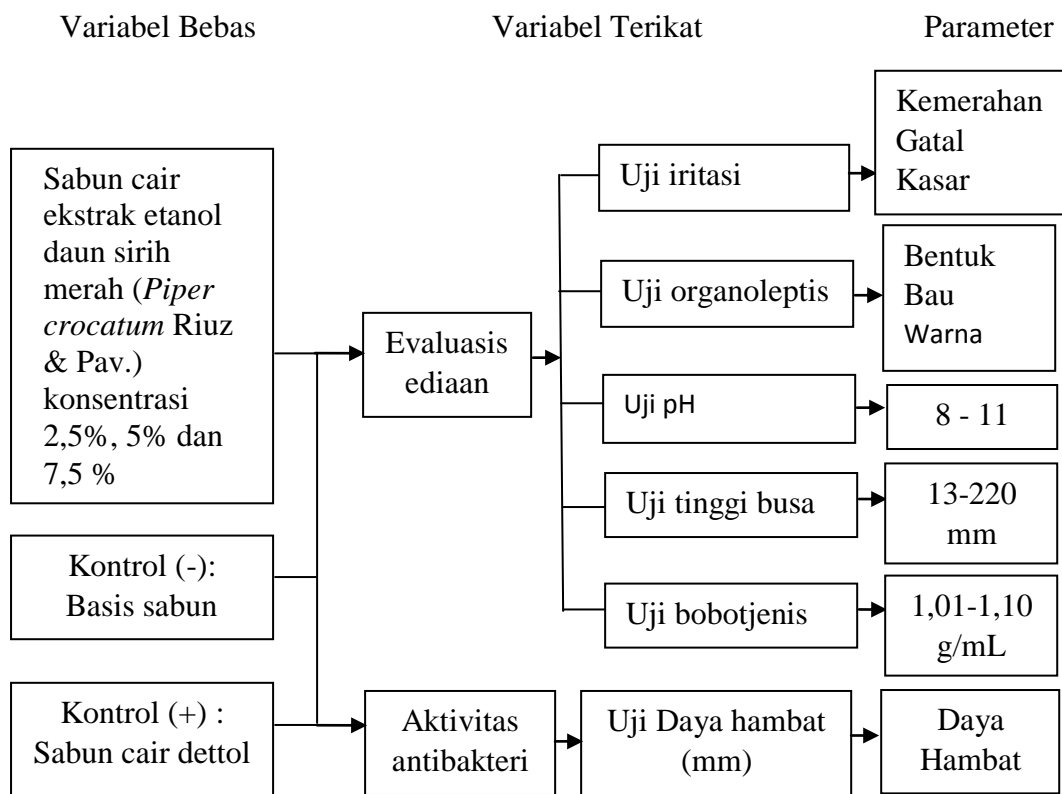 Variabel Bebas
Variabel Terikat
Parameter
Sabun cair
ekstrak etanol
daun sirih
merah (Piper
crocatum Riuz
& Pav.)
konsentrasi
2,5%, 5% dan
7,5 %
Kontrol (-):
Basis sabun
Kontrol (+) :
Sabun cair dettol
Evaluasis
ediaan
Aktivitas
antibakteri
Uji iritasi
Uji organoleptis
Uji pH
Uji tinggi busa
Uji bobotjenis
Uji Daya hambat
(mm)
Kemerahan
Gatal
Kasar
Bentuk
Bau
Warna
8 - 11
13-220
mm
1,01-1,10
g/mL
Daya
Hambat